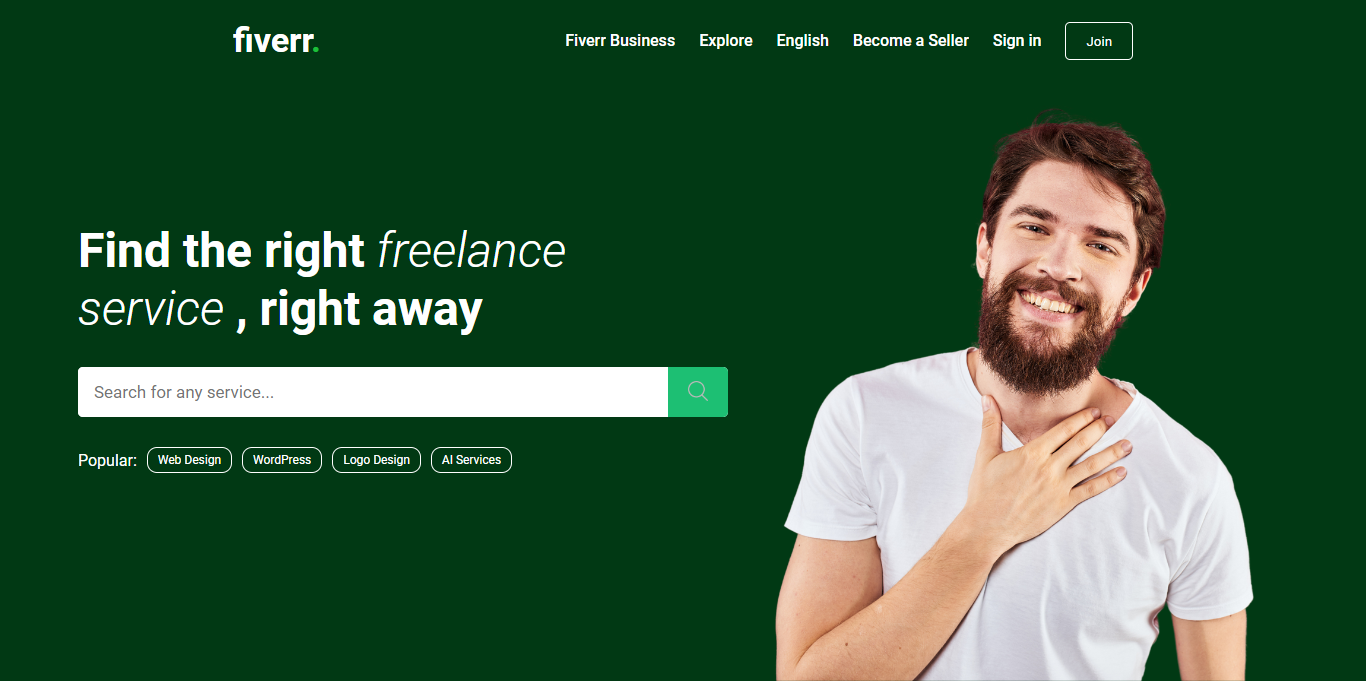 fiverr.
Fiverr Business Explore English Become a Seller Sign in Join
Find the right freelance
service , right away
Search for any service...
Popular: Web Design WordPress Logo Design AI Services